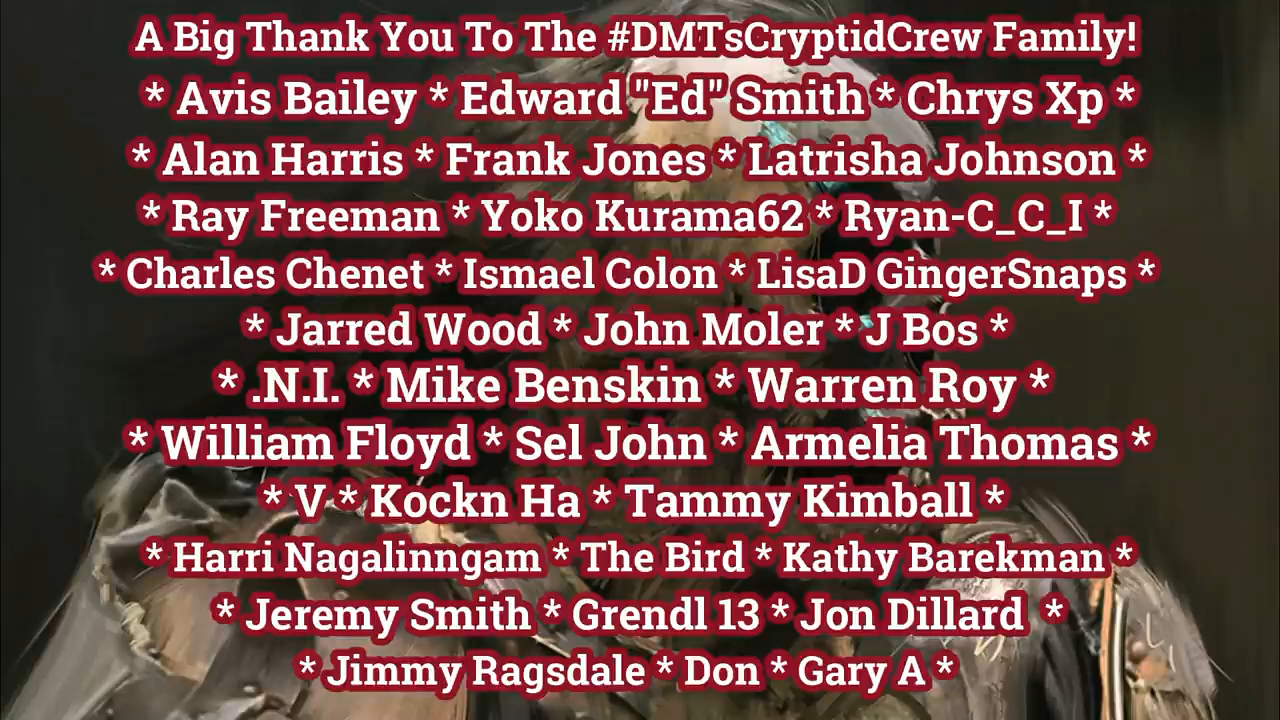 A Big Thank You To The #DMTsCryptidCrew Family!
* Avis Bailey * Edward "Ed" Smith * Chrys Xp *
* Alan Harris * Frank Jones * Latrisha Johnson *
* Ray Freeman * Yoko Kurama62 * Ryan-C_C_I *
* Charles Chenet * Ismael Colon * LisaD GingerSnaps *
* Jarred Wood * John Moler * J Bos *
* .N.I. * Mike Benskin * Warren Roy *
* William Floyd * Sel John * Armelia Thomas *
* V * Kockn Ha * Tammy Kimball *
* Harri Nagalinngam * The Bird * Kathy Barekman *
* Jeremy Smith * Grendl 13 * Jon Dillard *
* Jimmy Ragsdale * Don * Gary A *